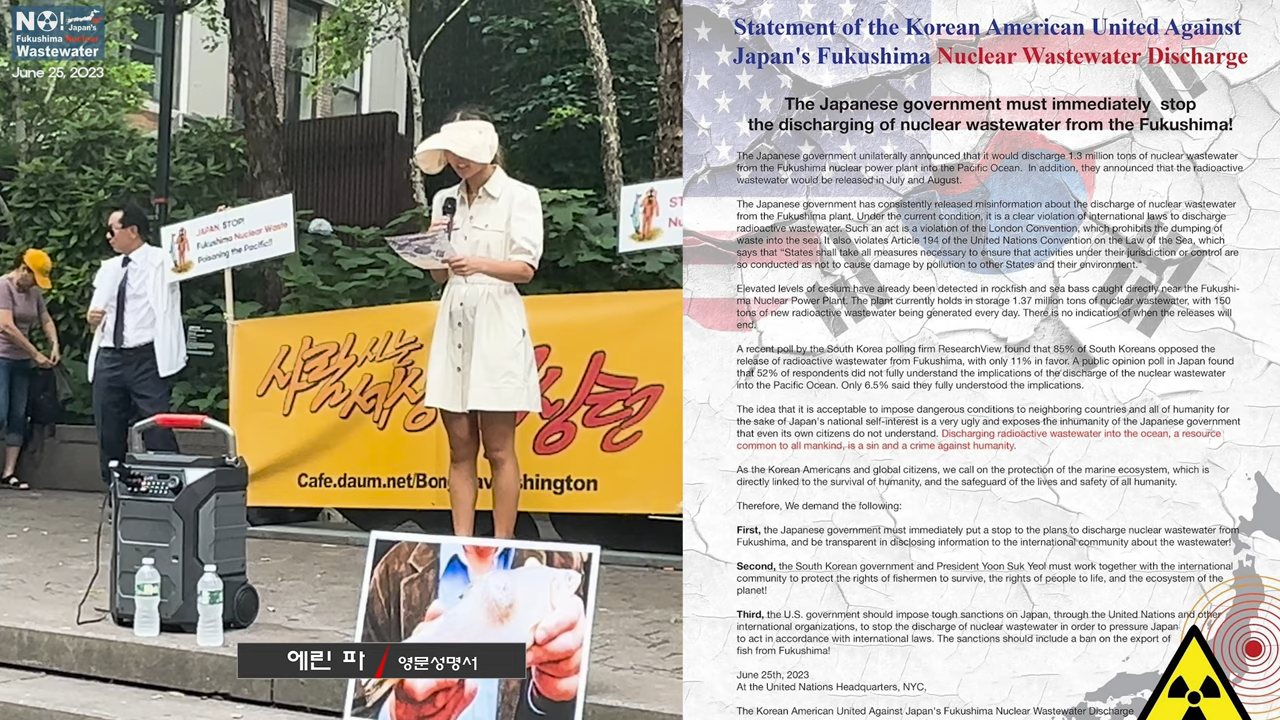 NO! Japan's
Fukushima Nuclear
Wastewater
June 25, 2023
JAPAN, STOP!
Fukushima Nuclear Waste
Poisoning the Pacific!!
ST
Nu
사람사는
세상
싱턴
Cafe.daum.net/Bon shington
에린 파 / 영문성명서
Statement of the Korean American United Against
Japan's Fukushima Nuclear Wastewater Discharge
The Japanese government must immediately stop
the discharging of nuclear wastewater from the Fukushima!
The Japanese government unilaterally announced that it would discharge 1.3 million tons of nuclear wastewater
from the Fukushima nuclear power plant into the Pacific Ocean. In addition, they announced that the radioactive
wastewater would be released in July and August.
The Japanese government has consistently released misinformation about the discharge of nuclear wastewater
from the Fukushima plant. Under the current condition, it is a clear violation of international laws to discharge
radioactive wastewater. Such an act is a violation of the London Convention, which prohibits the dumping of
waste into the sea. It also violates Article 194 of the United Nations Convention on the Law of the Sea, which
says that "States shall take all measures necessary to ensure that activities under their jurisdiction or control are
so conducted as not to cause damage by pollution to other States and their environment."
Elevated levels of cesium have already been detected in rockfish and sea bass caught directly near the Fukushi-
ma Nuclear Power Plant. The plant currently holds in storage 1.37 million tons of nuclear wastewater, with 150
tons of new radioactive wastewater being generated every day. There is no indication of when the releases will
end.
A recent poll by the South Korea polling firm ResearchView found that 85% of South Koreans opposed the
release of radioactive wastewater from Fukushima, with only 11% in favor. A public opinion poll in Japan found
that 52% of respondents did not fully understand the implications of the discharge of the nuclear wastewater
into the Pacific Ocean. Only 6.5% said they fully understood the implications.
The idea that it is acceptable to impose dangerous conditions to neighboring countries and all of humanity for
the sake of Japan's national self-interest is a very ugly and exposes the inhumanity of the Japanese government
that even its own citizens do not understand. Discharging radioactive wastewater into the ocean, a resource
common to all mankind, is a sin and a crime against humanity.
As the Korean Americans and global citizens, we call on the protection of the marine ecosystem, which is
directly linked to the survival of humanity, and the safeguard of the lives and safety of all humanity.
Therefore, We demand the following:
First, the Japanese government must immediately put a stop to the plans to discharge nuclear wastewater from
Fukushima, and be transparent in disclosing information to the international community about the wastewater!
Second, the South Korean government and President Yoon Suk Yeol must work together with the international
community to protect the rights of fishermen to survive, the rights of people to life, and the ecosystem of the
planet!
Third, the U.S. government should impose tough sanctions on Japan, through the United Nations and other
international organizations, to stop the discharge of nuclear wastewater in order to pressure Japan
to act in accordance with international laws. The sanctions should include a ban on the export of
fish from Fukushima!
June 25th, 2023
At the United Nations Headquarters, NYC,
The Korean American United Against Japan's Fukushima Nuclear Wastewater Discharge